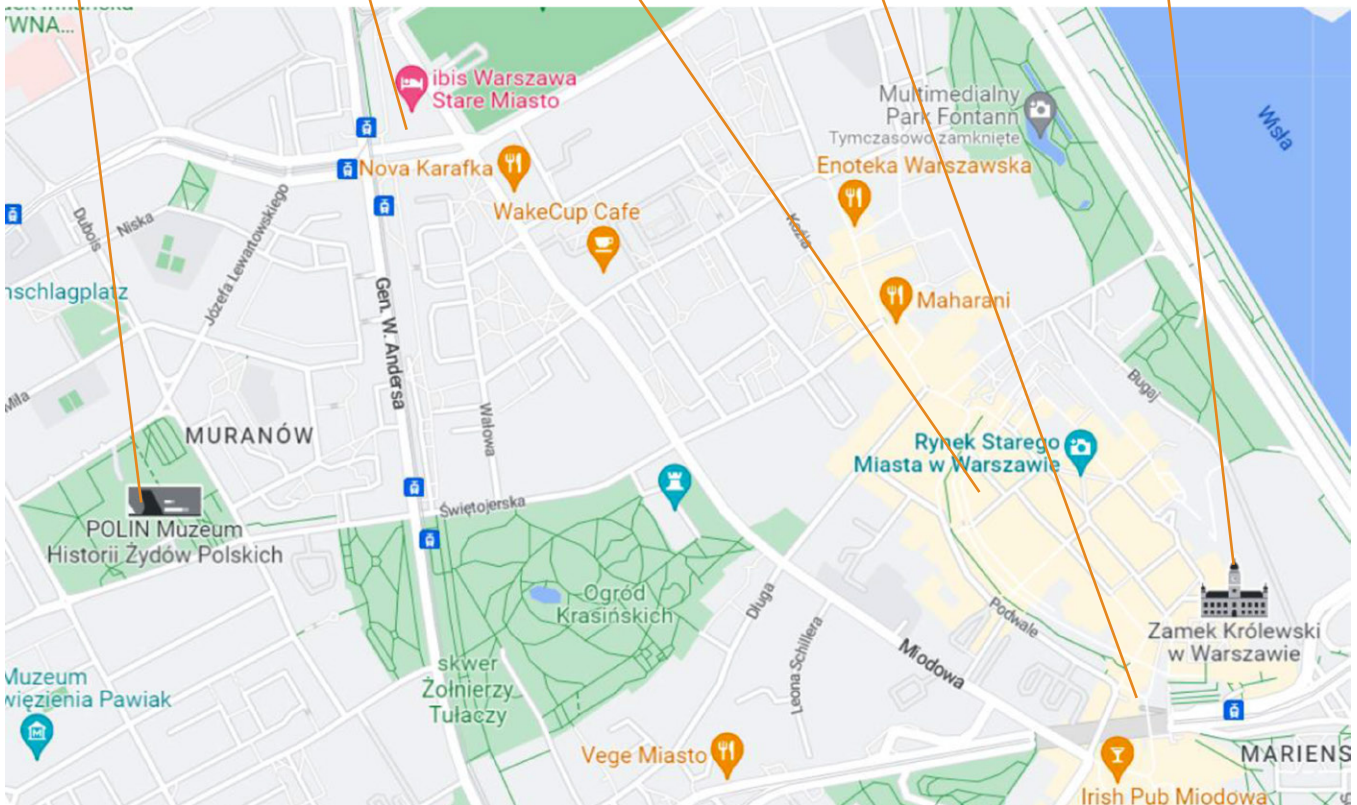 YWNA...
ibis Warszawa
Stare Miasto
Multimedialny
Park Fontann
Tymczasowo zamknięte
Wisła
Nova Karafka
Enoteka Warszawska
Dubois
Niska
Józefa Lewartowskiego
WakeCup Cafe
Koźla
nschlagplatz
Gen. W. Andersa
Maharani
Miła
Bugaj
Wałowa
MURANÓW
Rynek Starego
Miasta w Warszawie
Świętojerska
POLIN Muzeum
Historii Żydów Polskich
Ogród
Krasińskich
Długa
Podwale
Leona Schillera
Zamek Królewski
w Warszawie
Miodowa
skwer
Żołnierzy
Tułaczy
Muzeum
więzienia Pawiak
Vege Miasto
MARIENS
Irish Pub Miodowa